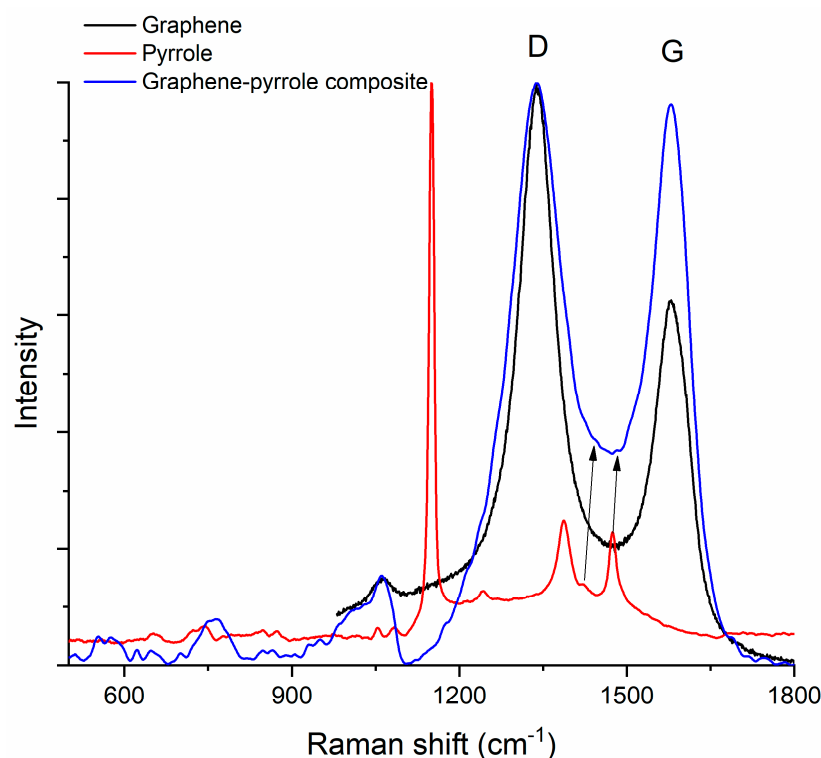 Graphene
Pyrrole
Graphene-pyrrole composite
D
G
Intensity
600
900
1200
1500
1800
Raman shift (cm⁻¹)